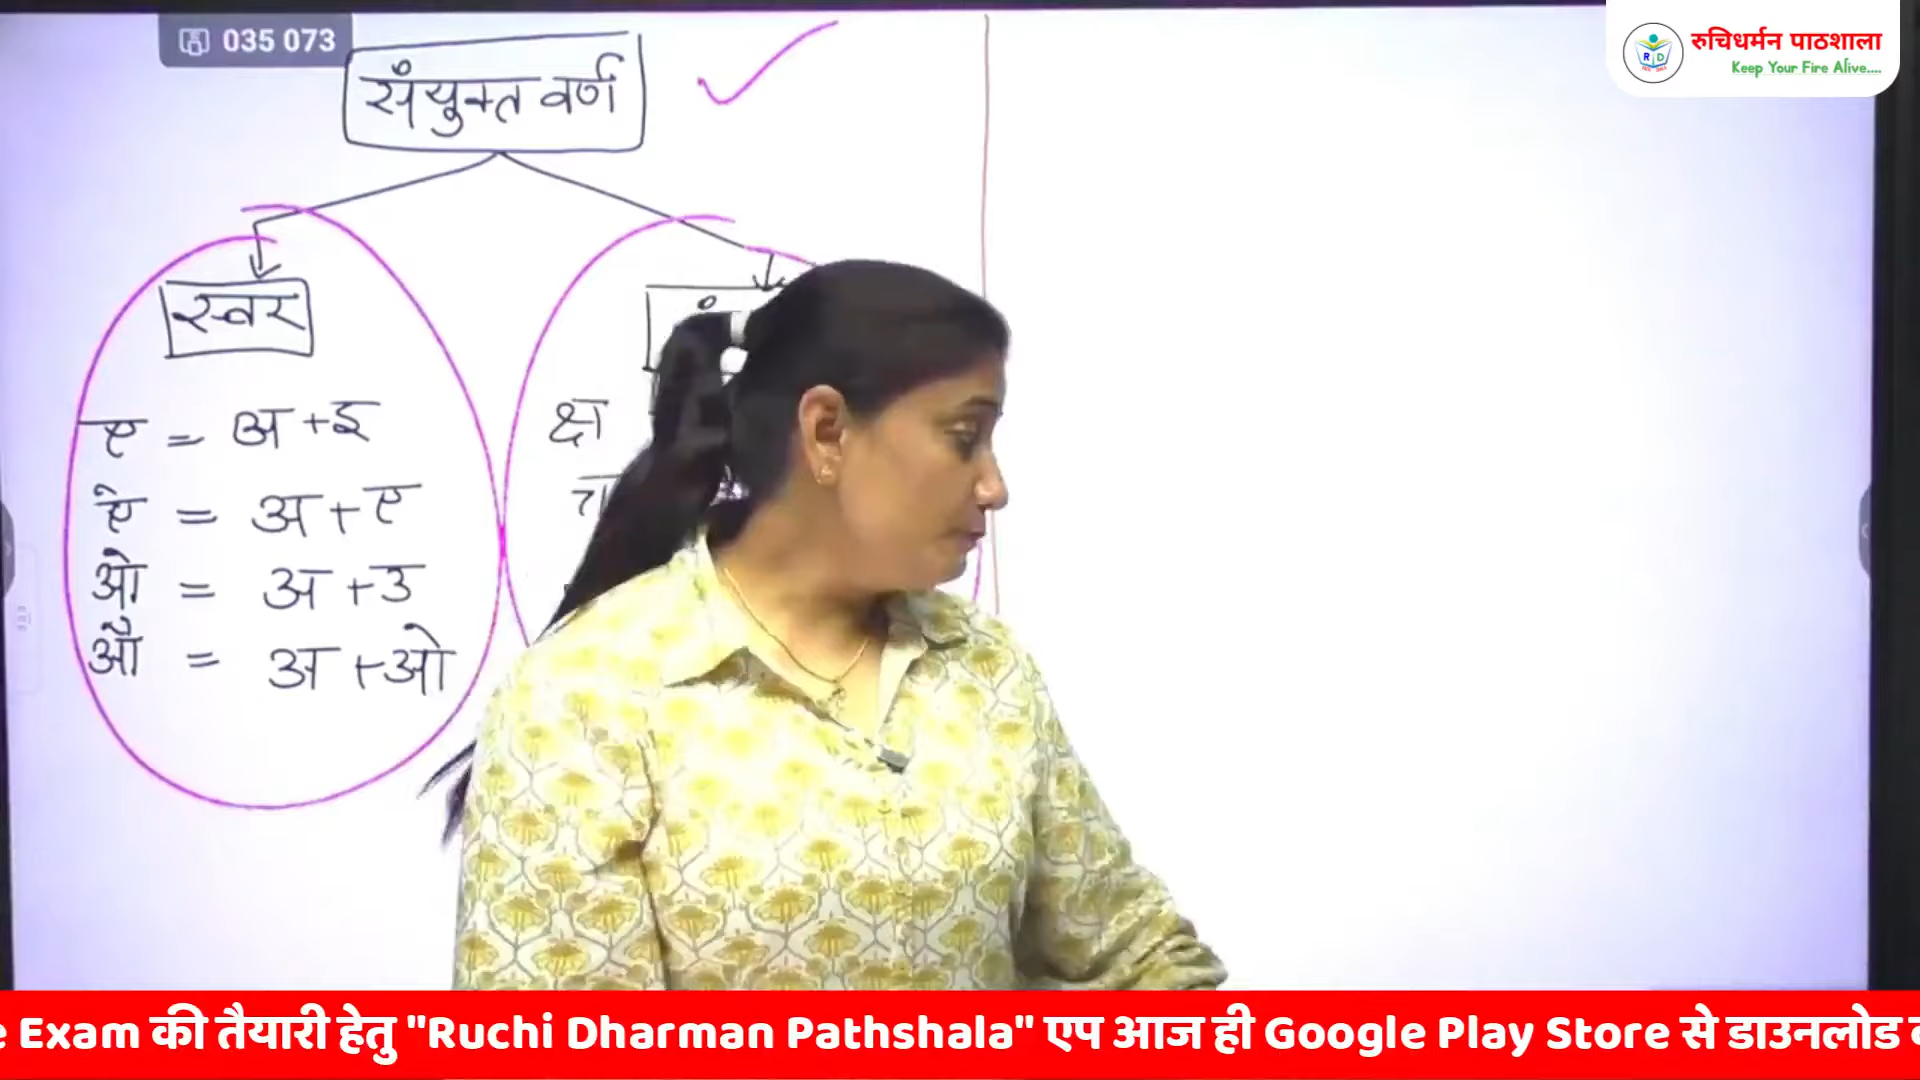 035 073
रुचिधर्मन पाठशाला
R D
Keep Your Fire Alive....
संयुक्त वर्ण
स्वर
ए = अ + इ
ऐ = अ + ए
ओ = अ + उ
औ = अ + ओ
क्ष
Exam की तैयारी हेतु "Ruchi Dharman Pathshala" एप आज ही Google Play Store से डाउनलोड